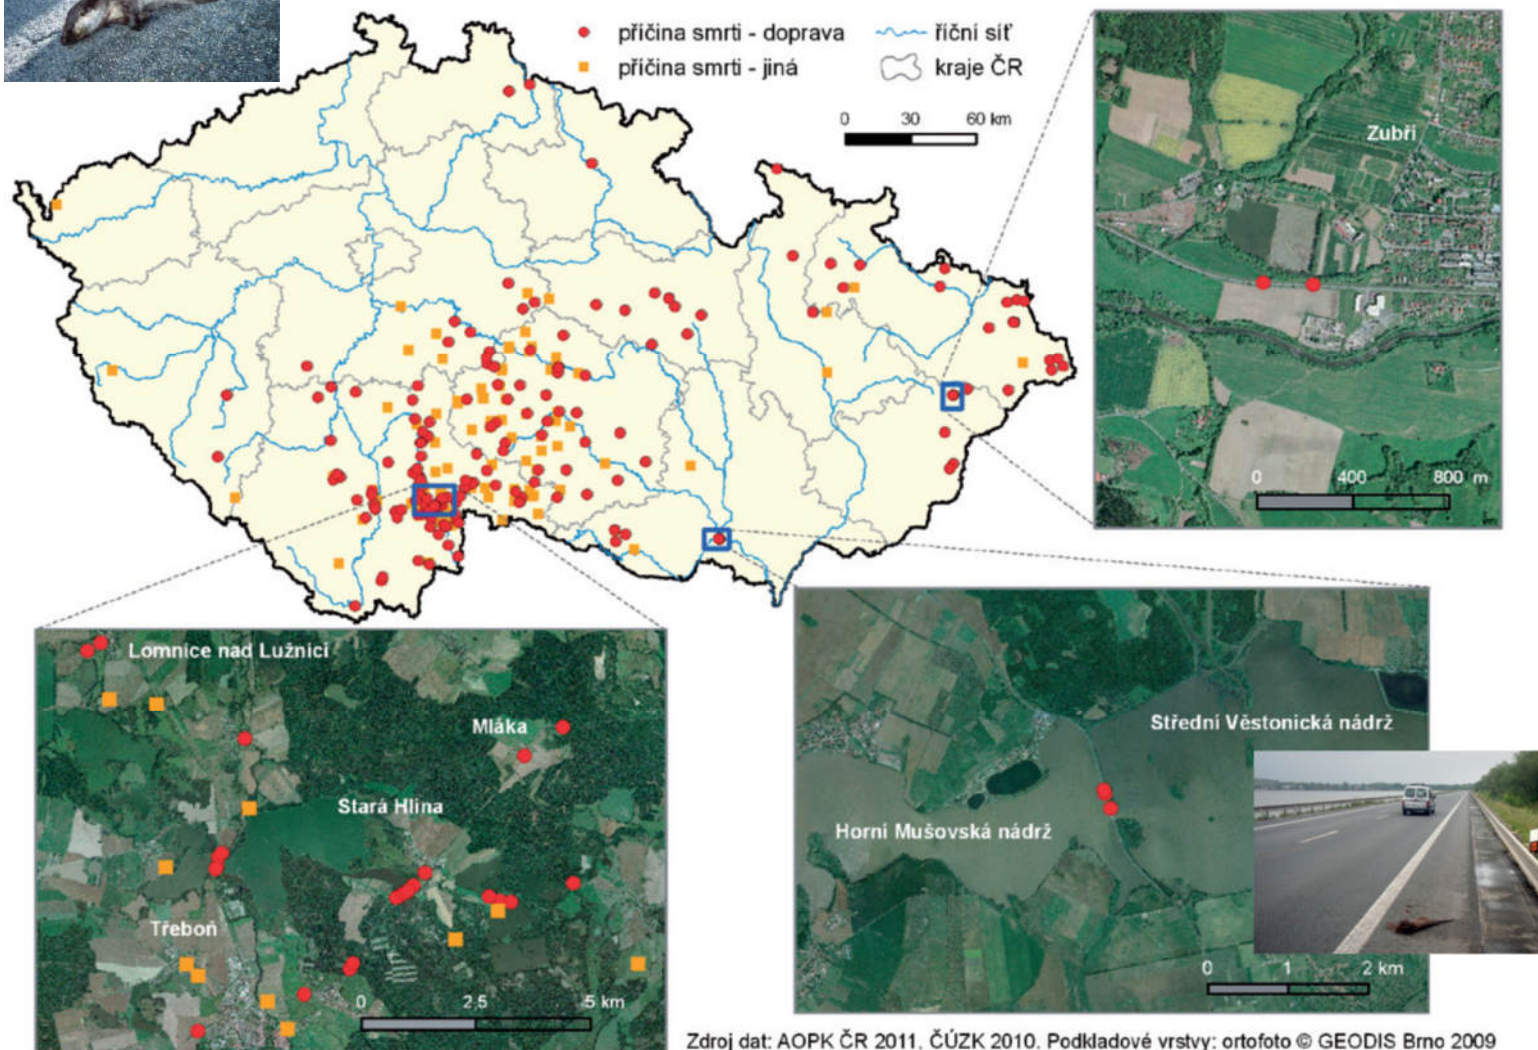 příčina smrti - doprava
říční síť
příčina smrti - jiná
kraje ČR
0 30 60 km
Zubří
0 400 800 m
Lomnice nad Lužnicí
Mláka
Stará Hlína
Třeboň
0 2,5 5 km
Střední Věstonická nádrž
Horní Mušovská nádrž
0 1 2 km
Zdroj dat: AOPK ČR 2011, ČÚZK 2010. Podkladové vrstvy: ortofoto © GEODIS Brno 2009